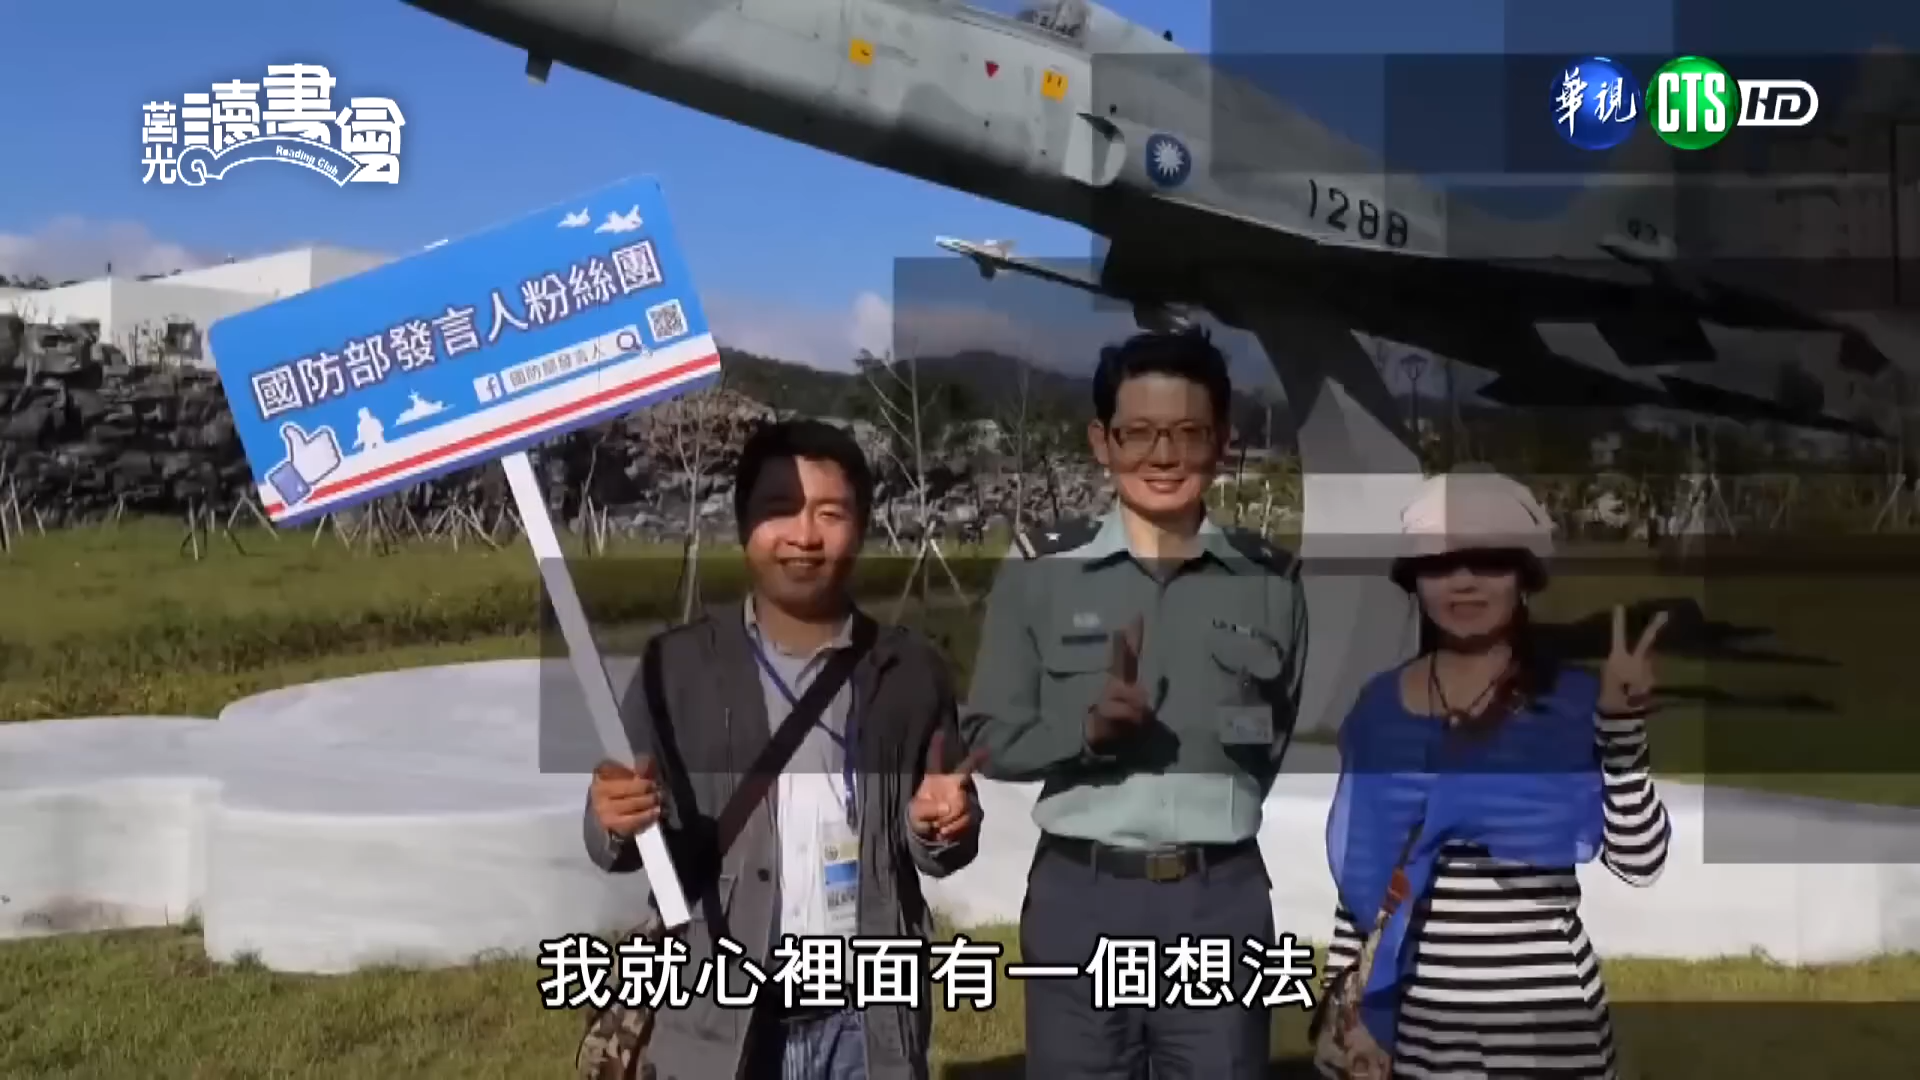 莒光讀書會
Reading Club
華視 CTS HD
1288
國防部發言人粉絲團
f 國防部發言人
我就心裡面有一個想法